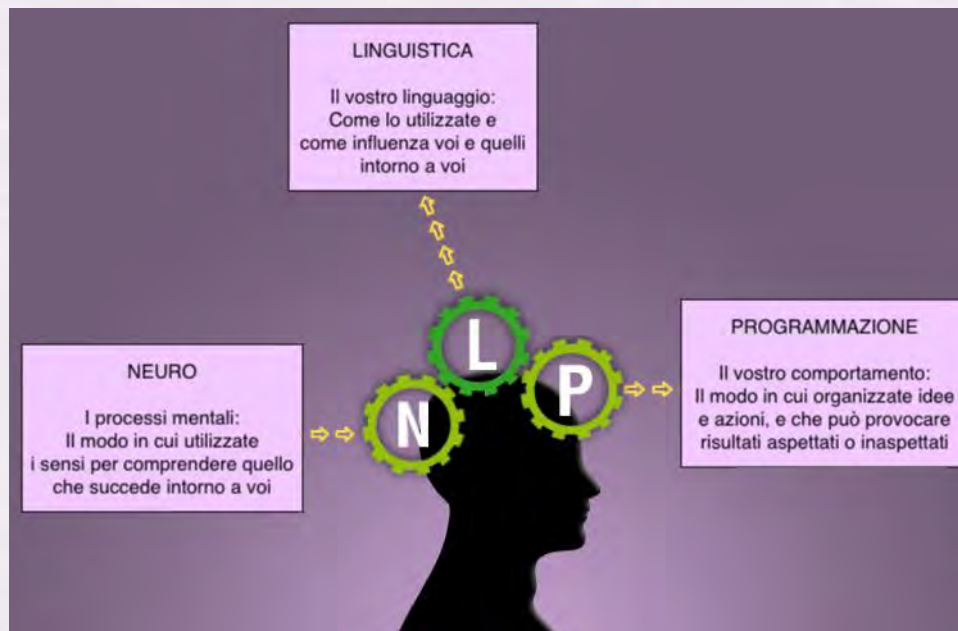 LINGUISTICA
Il vostro linguaggio:
Come lo utilizzate e
come influenza voi e quelli
intorno a voi
NEURO
I processi mentali:
Il modo in cui utilizzate
i sensi per comprendere quello
che succede intorno a voi
N
L
P
PROGRAMMAZIONE
Il vostro comportamento:
Il modo in cui organizzate idee
e azioni, e che può provocare
risultati aspettati o inaspettati